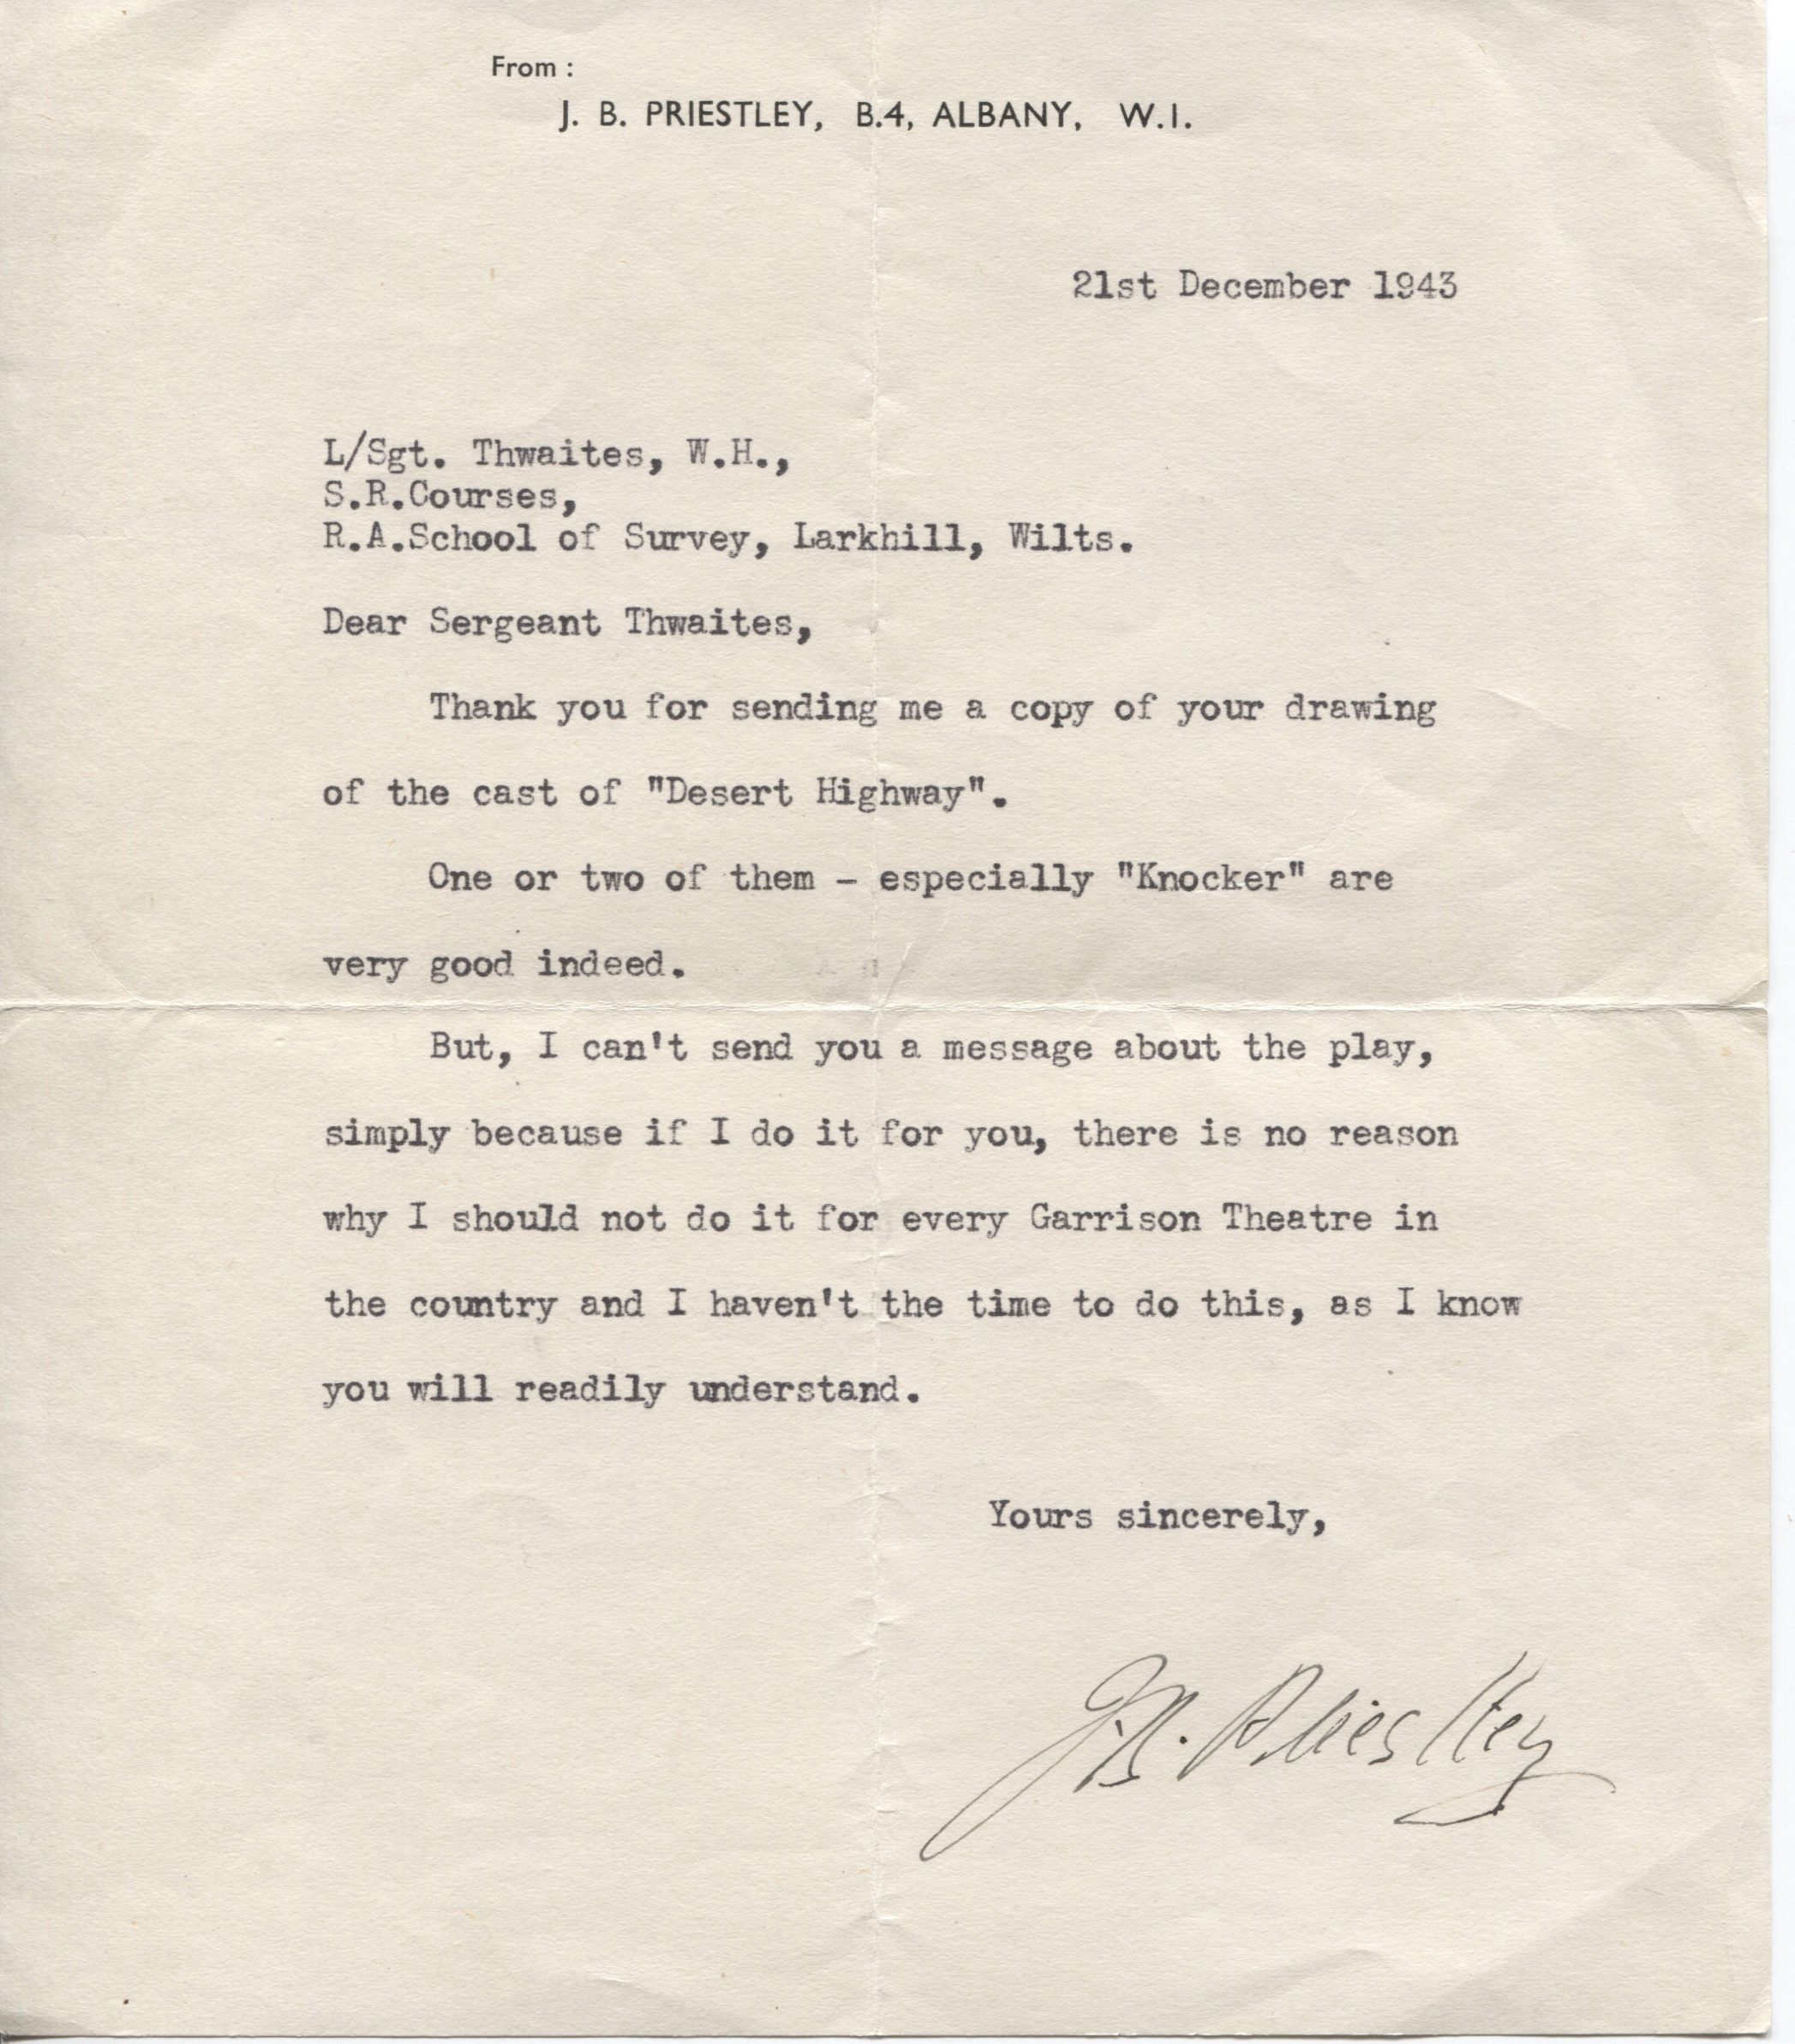 From :
J. B. PRIESTLEY, B.4, ALBANY, W.I.
21st December 1943
L/Sgt. Thwaites, W.H.,
S.R.Courses,
R.A.School of Survey, Larkhill, Wilts.
Dear Sergeant Thwaites,
Thank you for sending me a copy of your drawing
of the cast of "Desert Highway".
One or two of them - especially "Knocker" are
very good indeed.
But, I can't send you a message about the play,
simply because if I do it for you, there is no reason
why I should not do it for every Garrison Theatre in
the country and I haven't the time to do this, as I know
you will readily understand.
Yours sincerely,
J.B. Priestley